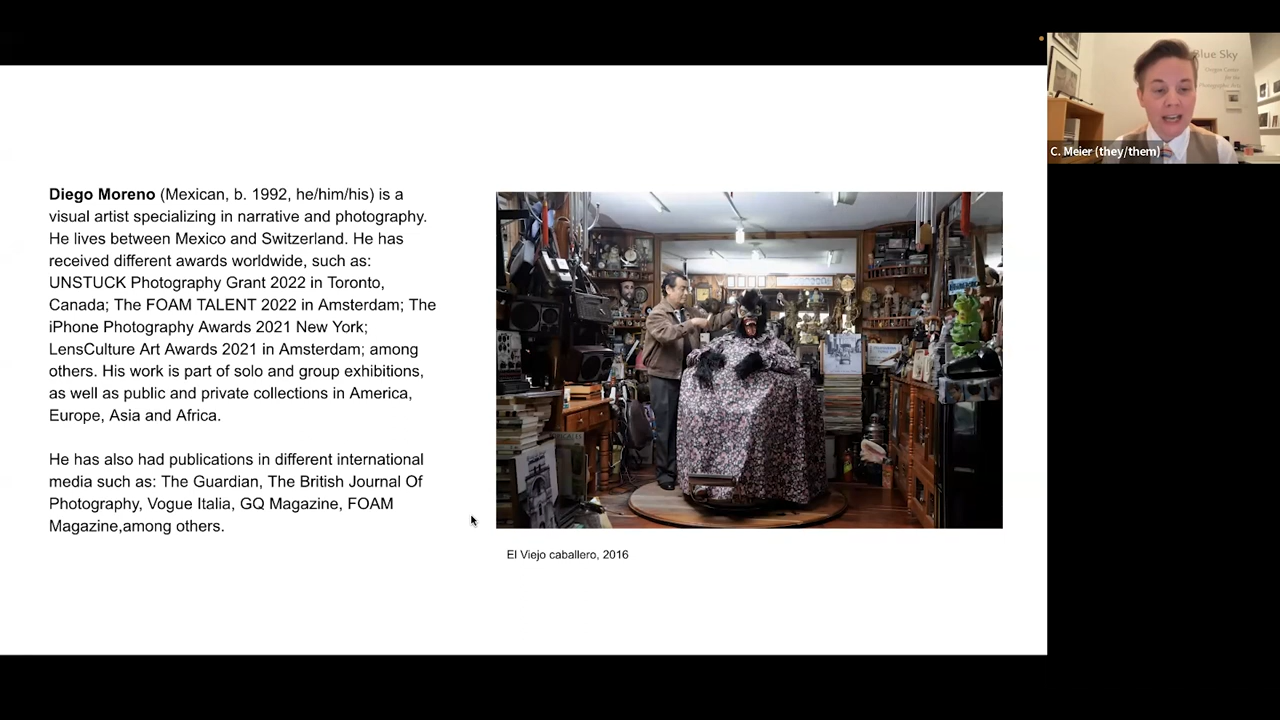 Diego Moreno (Mexican, b. 1992, he/him/his) is a
visual artist specializing in narrative and photography.
He lives between Mexico and Switzerland. He has
received different awards worldwide, such as:
UNSTUCK Photography Grant 2022 in Toronto,
Canada; The FOAM TALENT 2022 in Amsterdam; The
iPhone Photography Awards 2021 New York;
LensCulture Art Awards 2021 in Amsterdam; among
others. His work is part of solo and group exhibitions,
as well as public and private collections in America,
Europe, Asia and Africa.
He has also had publications in different international
media such as: The Guardian, The British Journal Of
Photography, Vogue Italia, GQ Magazine, FOAM
Magazine,among others.
El Viejo caballero, 2016
Blue Sky
Oregon Center
for the
Photographic Arts
C. Meier (they/them)